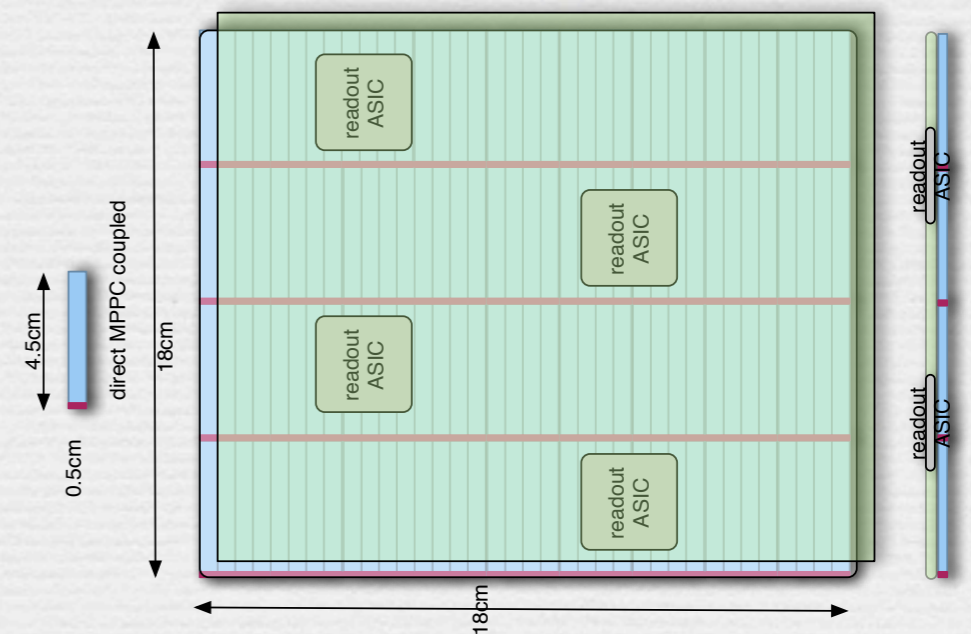 4.5cm
0.5cm
direct MPPC coupled
18cm
readout
ASIC
readout
ASIC
readout
ASIC
readout
ASIC
18cm
readout
ASIC
readout
ASIC